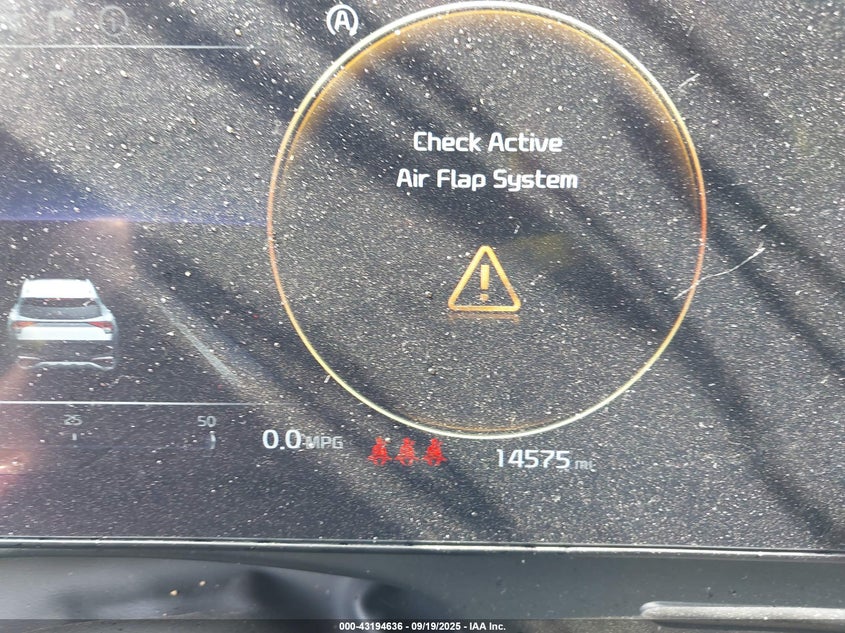 A
Check Active
Air Flap System
25 50
0.0 MPG 14575 mi
000-43194636 - 09/19/2025 - IAA Inc.